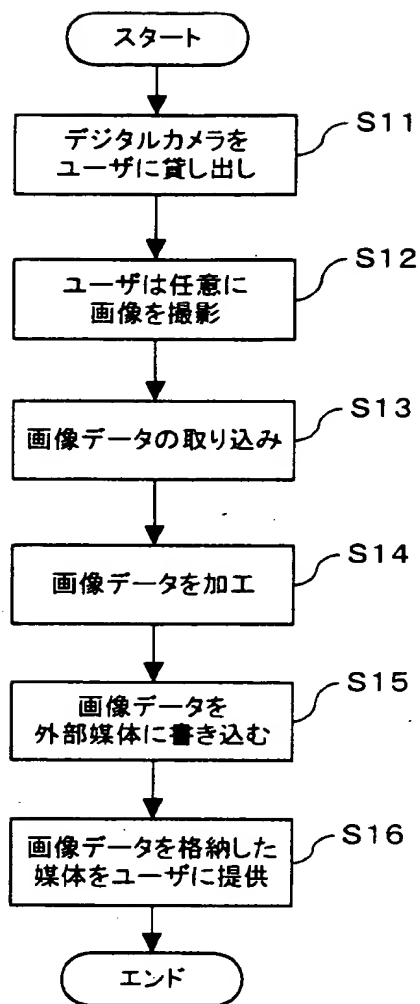 スタート
デジタルカメラを
ユーザに貸し出し
S11
ユーザは任意に
画像を撮影
S12
画像データの取り込み
S13
画像データを加工
S14
画像データを
外部媒体に書き込む
S15
画像データを格納した
媒体をユーザに提供
S16
エンド